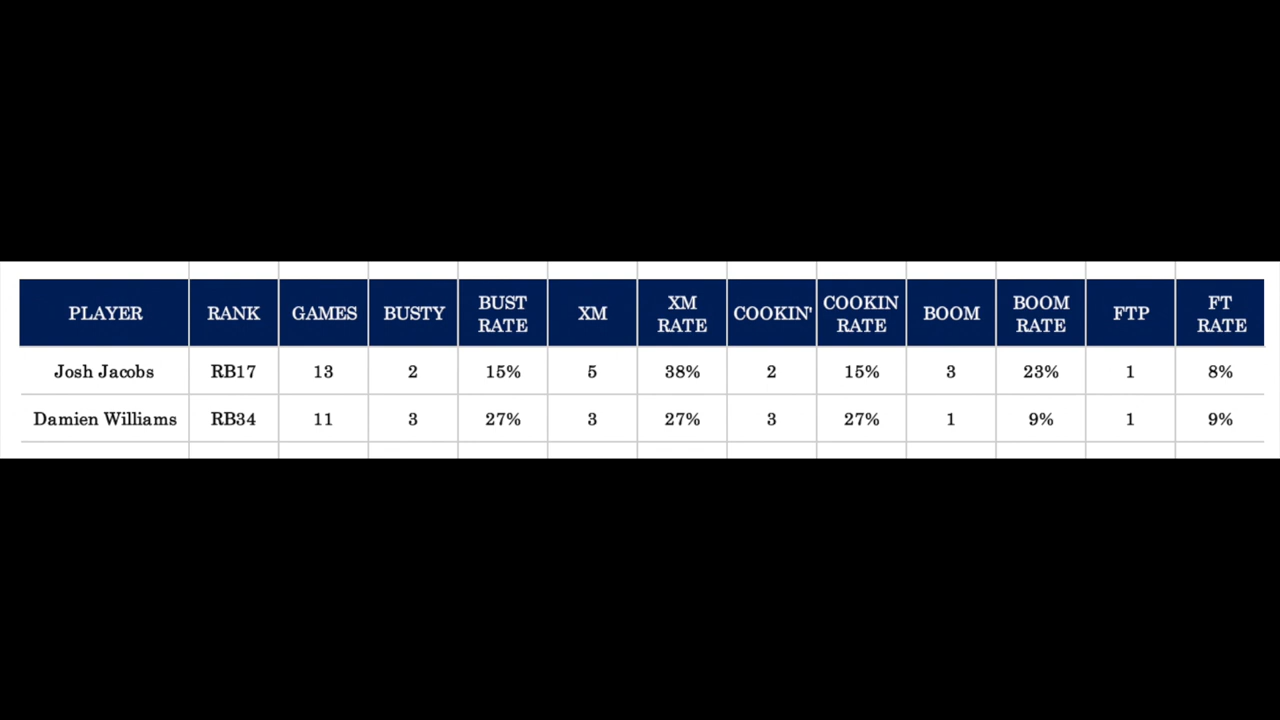 PLAYER RANK GAMES BUSTY BUST RATE XM XM RATE COOKIN' COOKIN RATE BOOM BOOM RATE FTP FT RATE
Josh Jacobs RB17 13 2 15% 5 38% 2 15% 3 23% 1 8%
Damien Williams RB34 11 3 27% 3 27% 3 27% 1 9% 1 9%